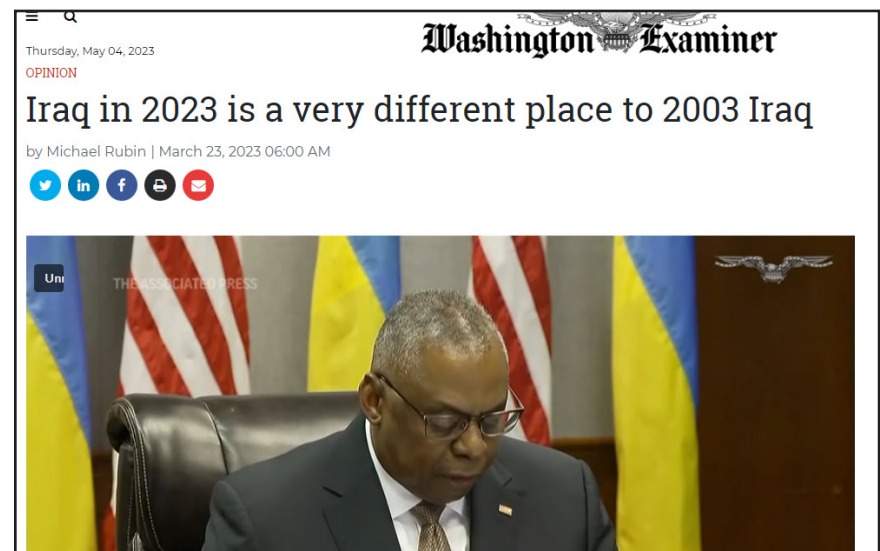 Washington Examiner
Thursday, May 04, 2023
OPINION
Iraq in 2023 is a very different place to 2003 Iraq
by Michael Rubin | March 23, 2023 06:00 AM
in
f
THE ASSOCIATED PRESS